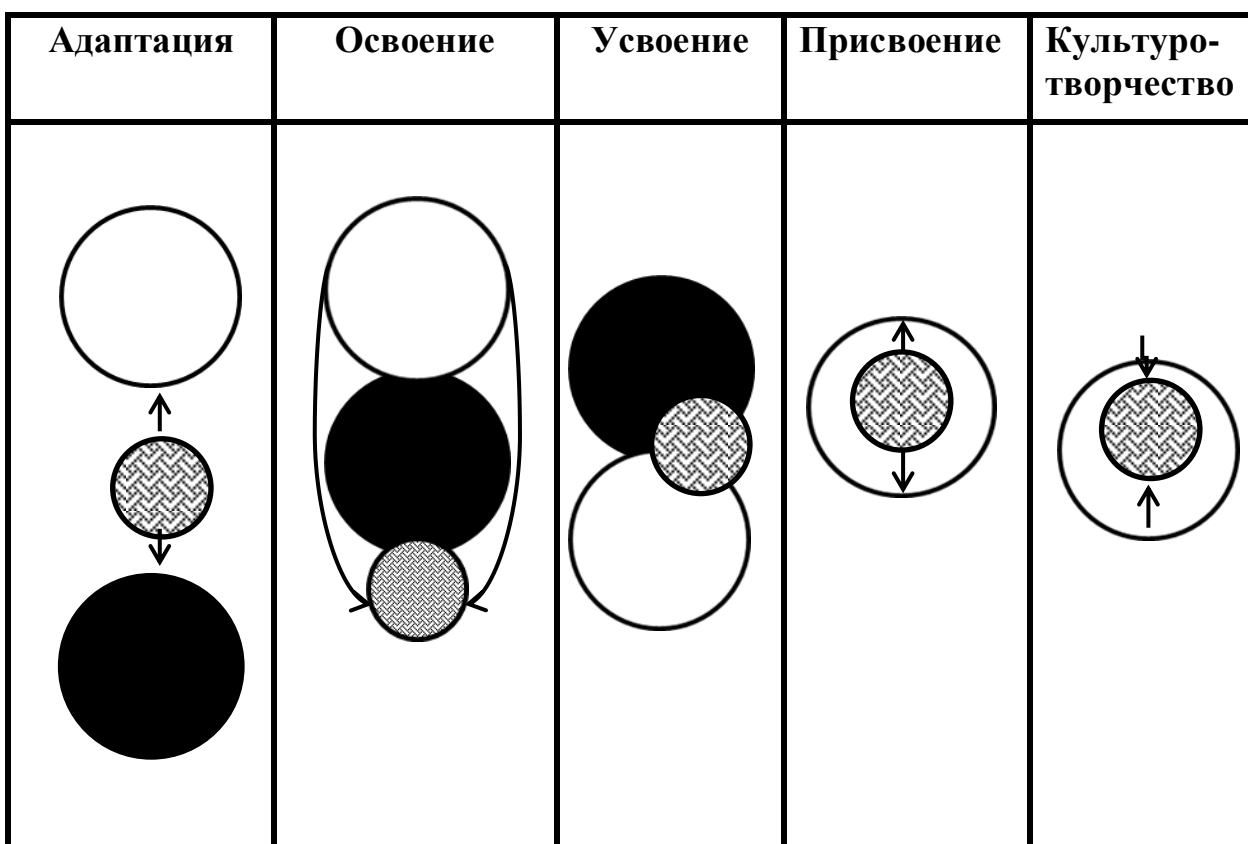 Адаптация
Освоение
Усвоение
Присвоение
Культуро-
творчество